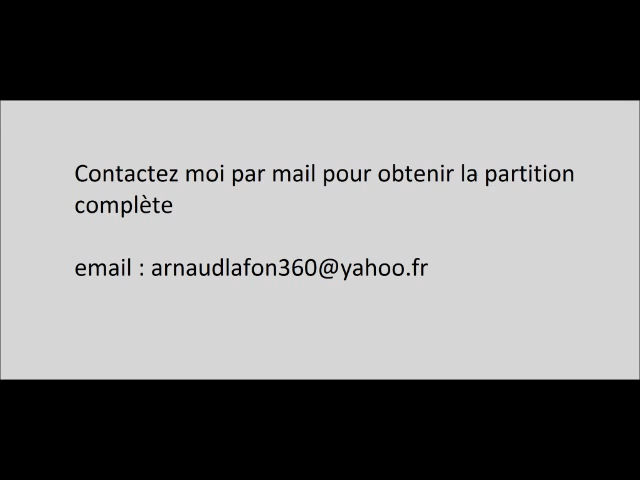 Contactez moi par mail pour obtenir la partition
complète
email : arnaudlafon360@yahoo.fr